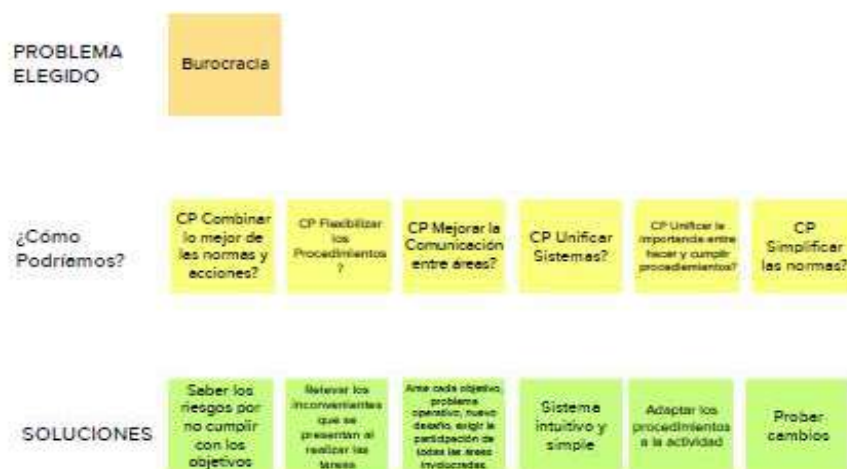 PROBLEMA
ELEGIDO
Burocracia
¿Cómo
Podríamos?
CP Combinar
lo mejor de
las normas y
acciones?
CP Flexibilizar
los
Procedimientos
?
CP Mejorar la
Comunicación
entre áreas?
CP Unificar
Sistemas?
CP Unificar la
importancia entre
hacer y cumplir
procedimientos?
CP
Simplificar
las normas?
SOLUCIONES
Saber los
riesgos por
no cumplir
con los
objetivos
Relevar los
inconvenientes
que se
presentan al
realizar las
tareas
Ante cada objetivo,
problema
operativo, nuevo
desafío, exigir la
participación de
todas las áreas
involucradas.
Sistema
intuitivo y
simple
Adaptar los
procedimientos
a la actividad
Probar
cambios